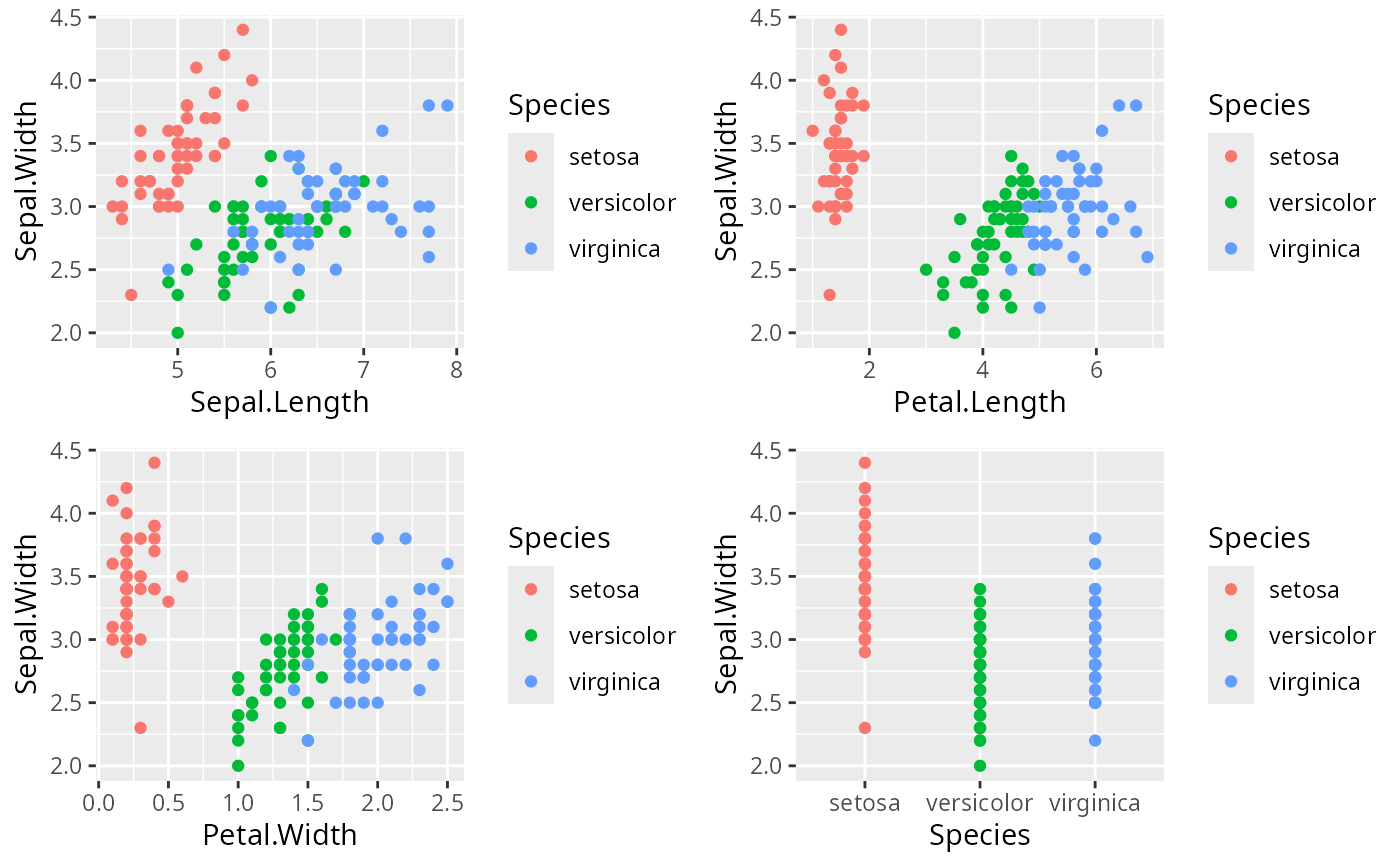 4.5
4.0
3.5
3.0
2.5
2.0
Sepal.Width
5 6 7 8
Sepal.Length
Species
setosa
versicolor
virginica
4.5
4.0
3.5
3.0
2.5
2.0
Sepal.Width
2 4 6
Petal.Length
Species
setosa
versicolor
virginica
4.5
4.0
3.5
3.0
2.5
2.0
Sepal.Width
0.0 0.5 1.0 1.5 2.0 2.5
Petal.Width
Species
setosa
versicolor
virginica
4.5
4.0
3.5
3.0
2.5
2.0
Sepal.Width
setosa versicolor virginica
Species
Species
setosa
versicolor
virginica